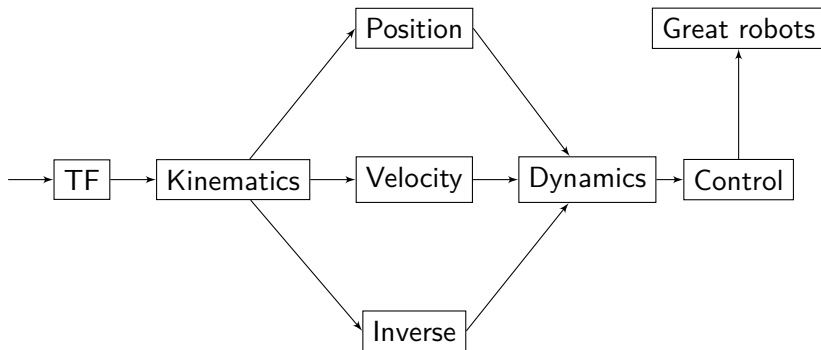 Position
Great robots
TF
Kinematics
Velocity
Dynamics
Control
Inverse